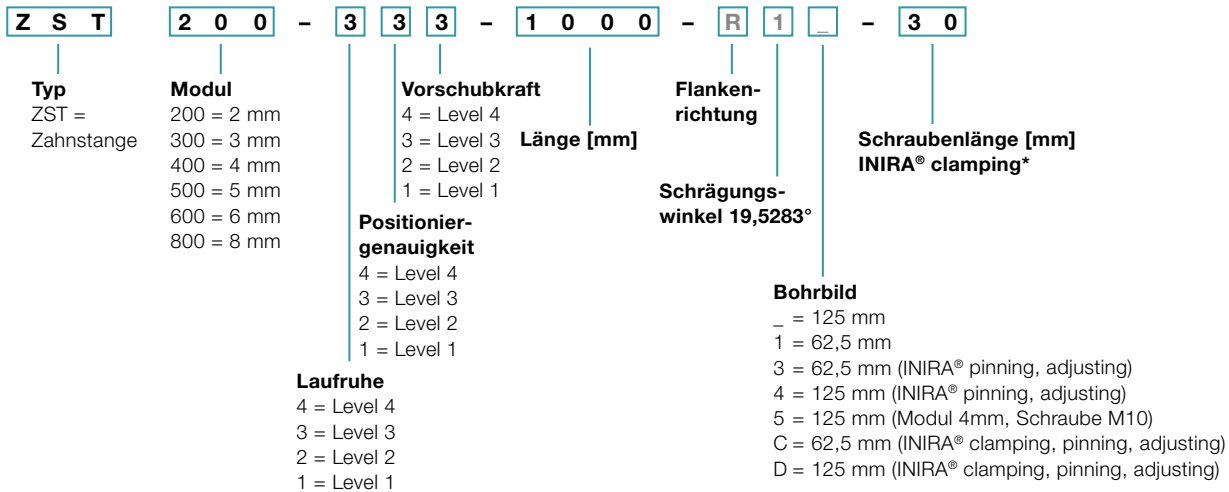 Z S T 2 0 0 – 3 3 3 – 1 0 0 0 – R 1 _ – 3 0
Typ
ZST =
Zahnstange
Modul
200 = 2 mm
300 = 3 mm
400 = 4 mm
500 = 5 mm
600 = 6 mm
800 = 8 mm
Laufruhe
4 = Level 4
3 = Level 3
2 = Level 2
1 = Level 1
Positionier-
genauigkeit
4 = Level 4
3 = Level 3
2 = Level 2
1 = Level 1
Vorschubkraft
4 = Level 4
3 = Level 3
2 = Level 2
1 = Level 1
Länge [mm]
Flanken-
richtung
Schrägungs-
winkel 19,5283°
Bohrbild
_ = 125 mm
1 = 62,5 mm
3 = 62,5 mm (INIRA® pinning, adjusting)
4 = 125 mm (INIRA® pinning, adjusting)
5 = 125 mm (Modul 4mm, Schraube M10)
C = 62,5 mm (INIRA® clamping, pinning, adjusting)
D = 125 mm (INIRA® clamping, pinning, adjusting)
Schraubenlänge [mm]
INIRA® clamping*